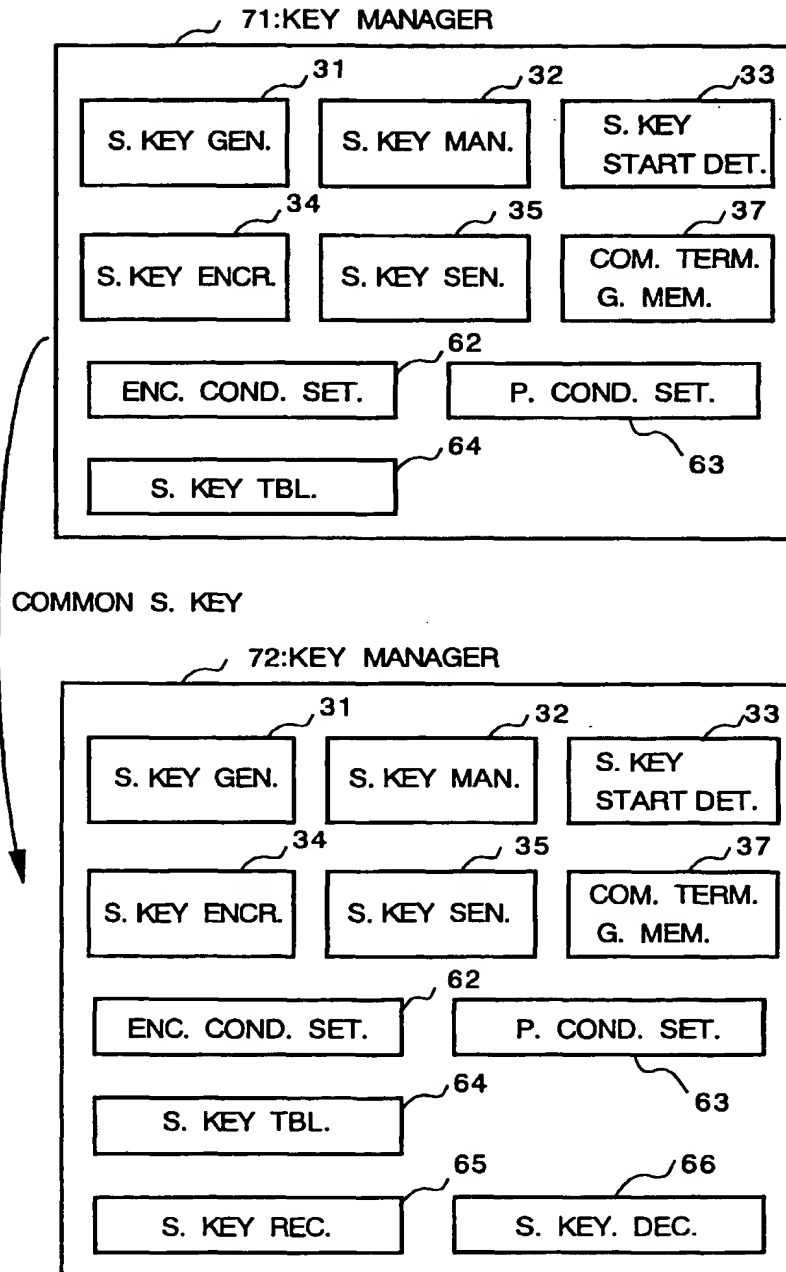 71:KEY MANAGER
31
32
33
S. KEY GEN.
S. KEY MAN.
S. KEY
START DET.
34
35
37
S. KEY ENCR.
S. KEY SEN.
COM. TERM.
G. MEM.
62
ENC. COND. SET.
P. COND. SET.
63
64
S. KEY TBL.
COMMON S. KEY
72:KEY MANAGER
31
32
33
S. KEY GEN.
S. KEY MAN.
S. KEY
START DET.
34
35
37
S. KEY ENCR.
S. KEY SEN.
COM. TERM.
G. MEM.
62
ENC. COND. SET.
P. COND. SET.
63
64
S. KEY TBL.
65
66
S. KEY REC.
S. KEY. DEC.